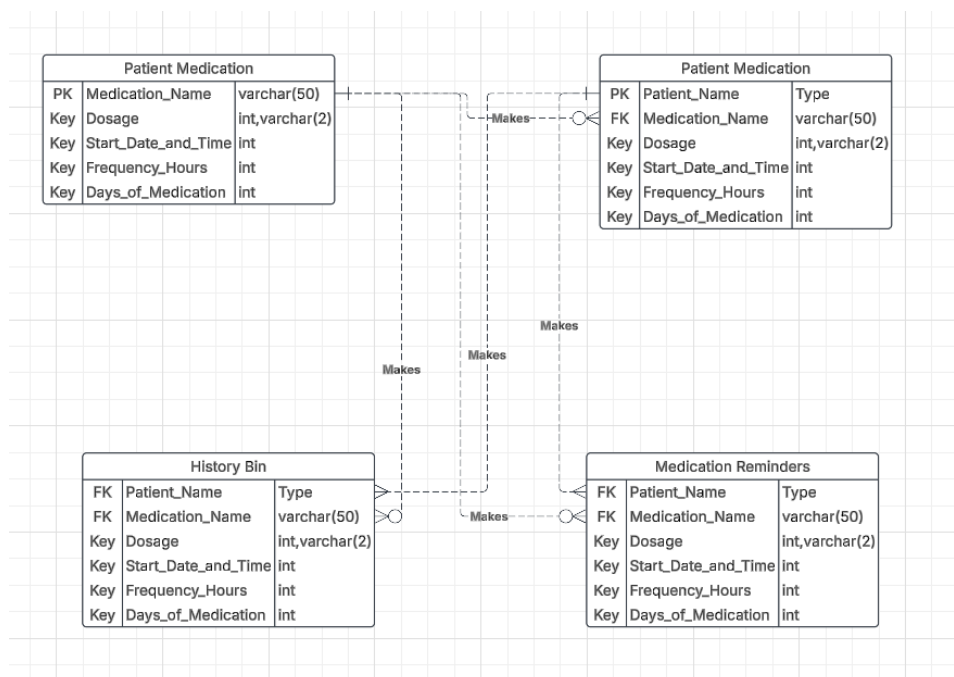 Patient Medication
PK Medication_Name varchar(50)
Key Dosage int,varchar(2)
Key Start_Date_and_Time int
Key Frequency_Hours int
Key Days_of_Medication int
Patient Medication
PK Patient_Name Type
FK Medication_Name varchar(50)
Key Dosage int,varchar(2)
Key Start_Date_and_Time int
Key Frequency_Hours int
Key Days_of_Medication int
Makes
Makes
Makes
Makes
History Bin
FK Patient_Name Type
FK Medication_Name varchar(50)
Key Dosage int,varchar(2)
Key Start_Date_and_Time int
Key Frequency_Hours int
Key Days_of_Medication int
Makes
Medication Reminders
FK Patient_Name Type
FK Medication_Name varchar(50)
Key Dosage int,varchar(2)
Key Start_Date_and_Time int
Key Frequency_Hours int
Key Days_of_Medication int